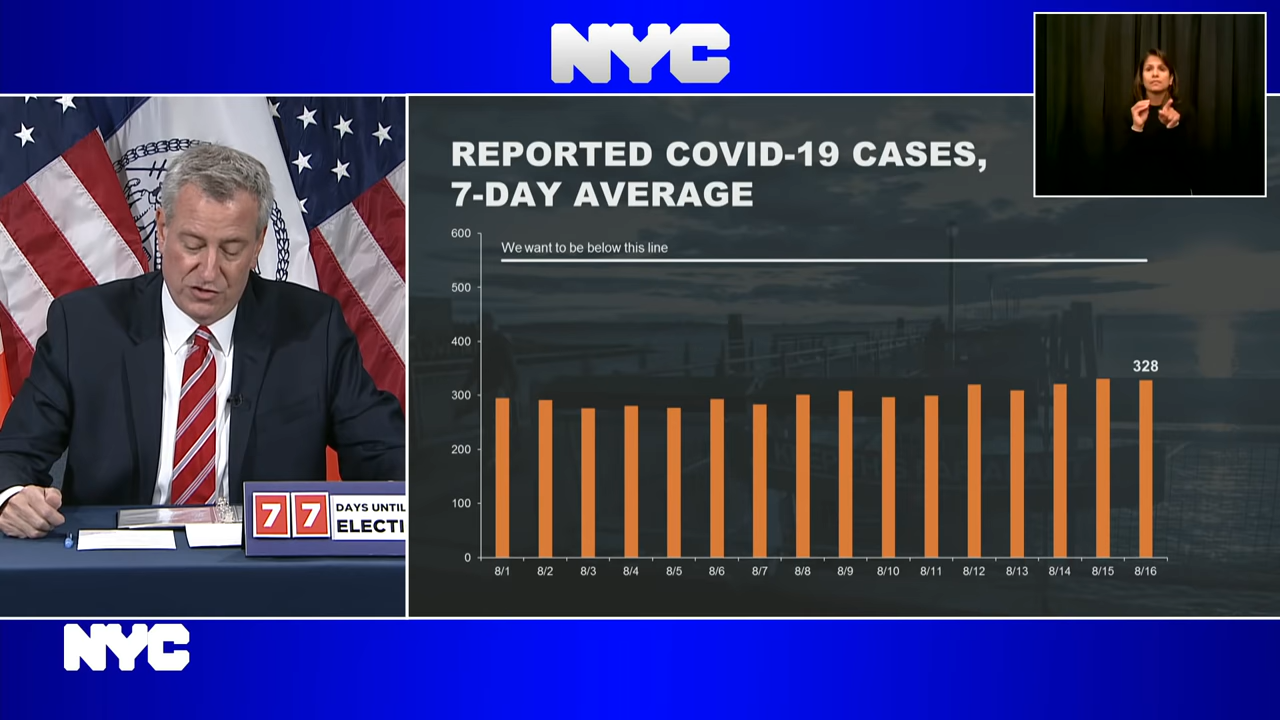 NYC
REPORTED COVID-19 CASES,
7-DAY AVERAGE
600
We want to be below this line
500
400
328
300
200
100
0
8/1 8/2 8/3 8/4 8/5 8/6 8/7 8/8 8/9 8/10 8/11 8/12 8/13 8/14 8/15 8/16
77 DAYS UNTIL
ELECTI
NYC